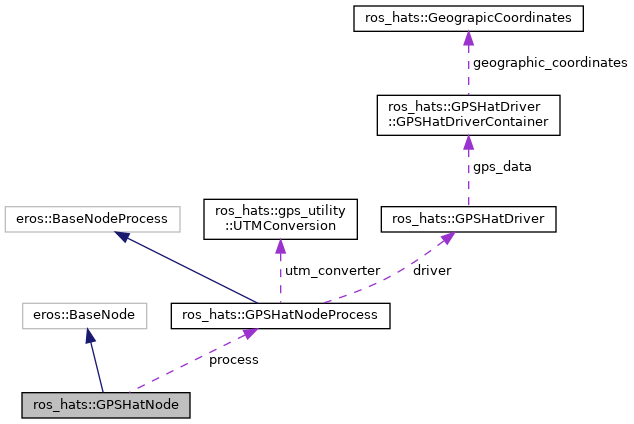 ros_hats::GeograpicCoordinates
geographic_coordinates
ros_hats::GPSHatDriver
::GPSHatDriverContainer
gps_data
eros::BaseNodeProcess
ros_hats::gps_utility
::UTMConversion
ros_hats::GPSHatDriver
utm_converter
driver
eros::BaseNode
ros_hats::GPSHatNodeProcess
process
ros_hats::GPSHatNode